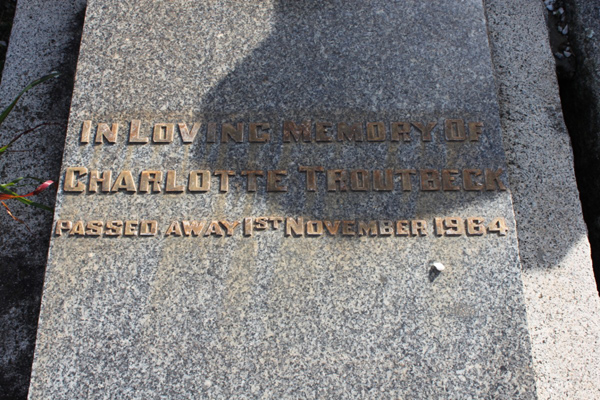 In Loving Memory Of
Charlotte Troutbeck
Passed Away 1st November 1964